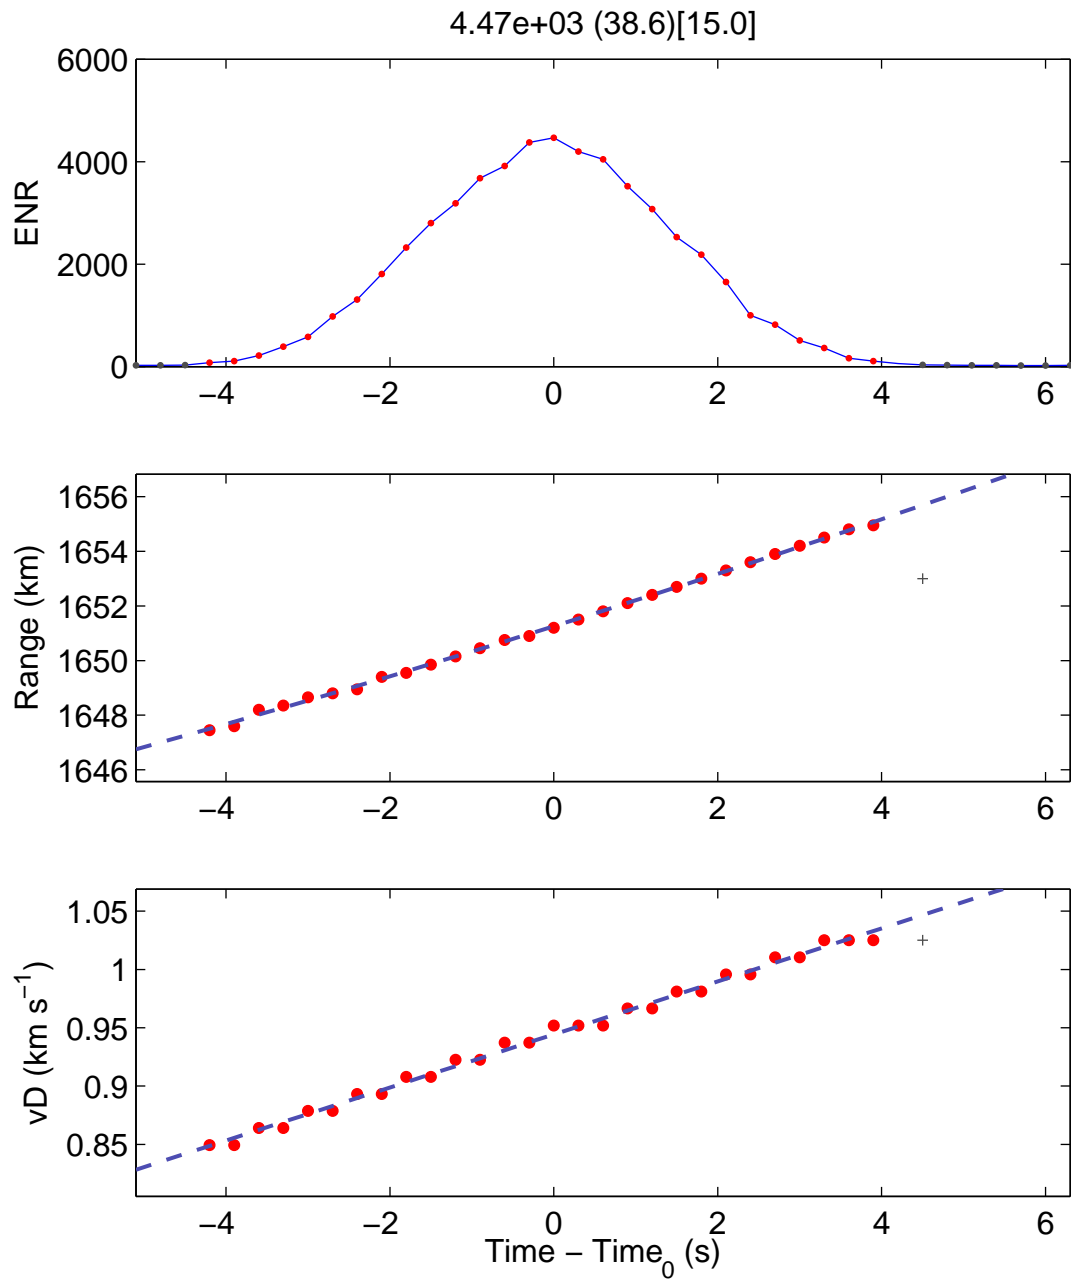 4.47e+03 (38.6)[15.0]
6000
4000
2000
0
ENR
−4 −2 0 2 4 6
1656
1654
1652
1650
1648
1646
Range (km)
−4 −2 0 2 4 6
1.05
1
0.95
0.9
0.85
vD (km s⁻¹)
−4 −2 0 2 4 6
Time − Time₀ (s)